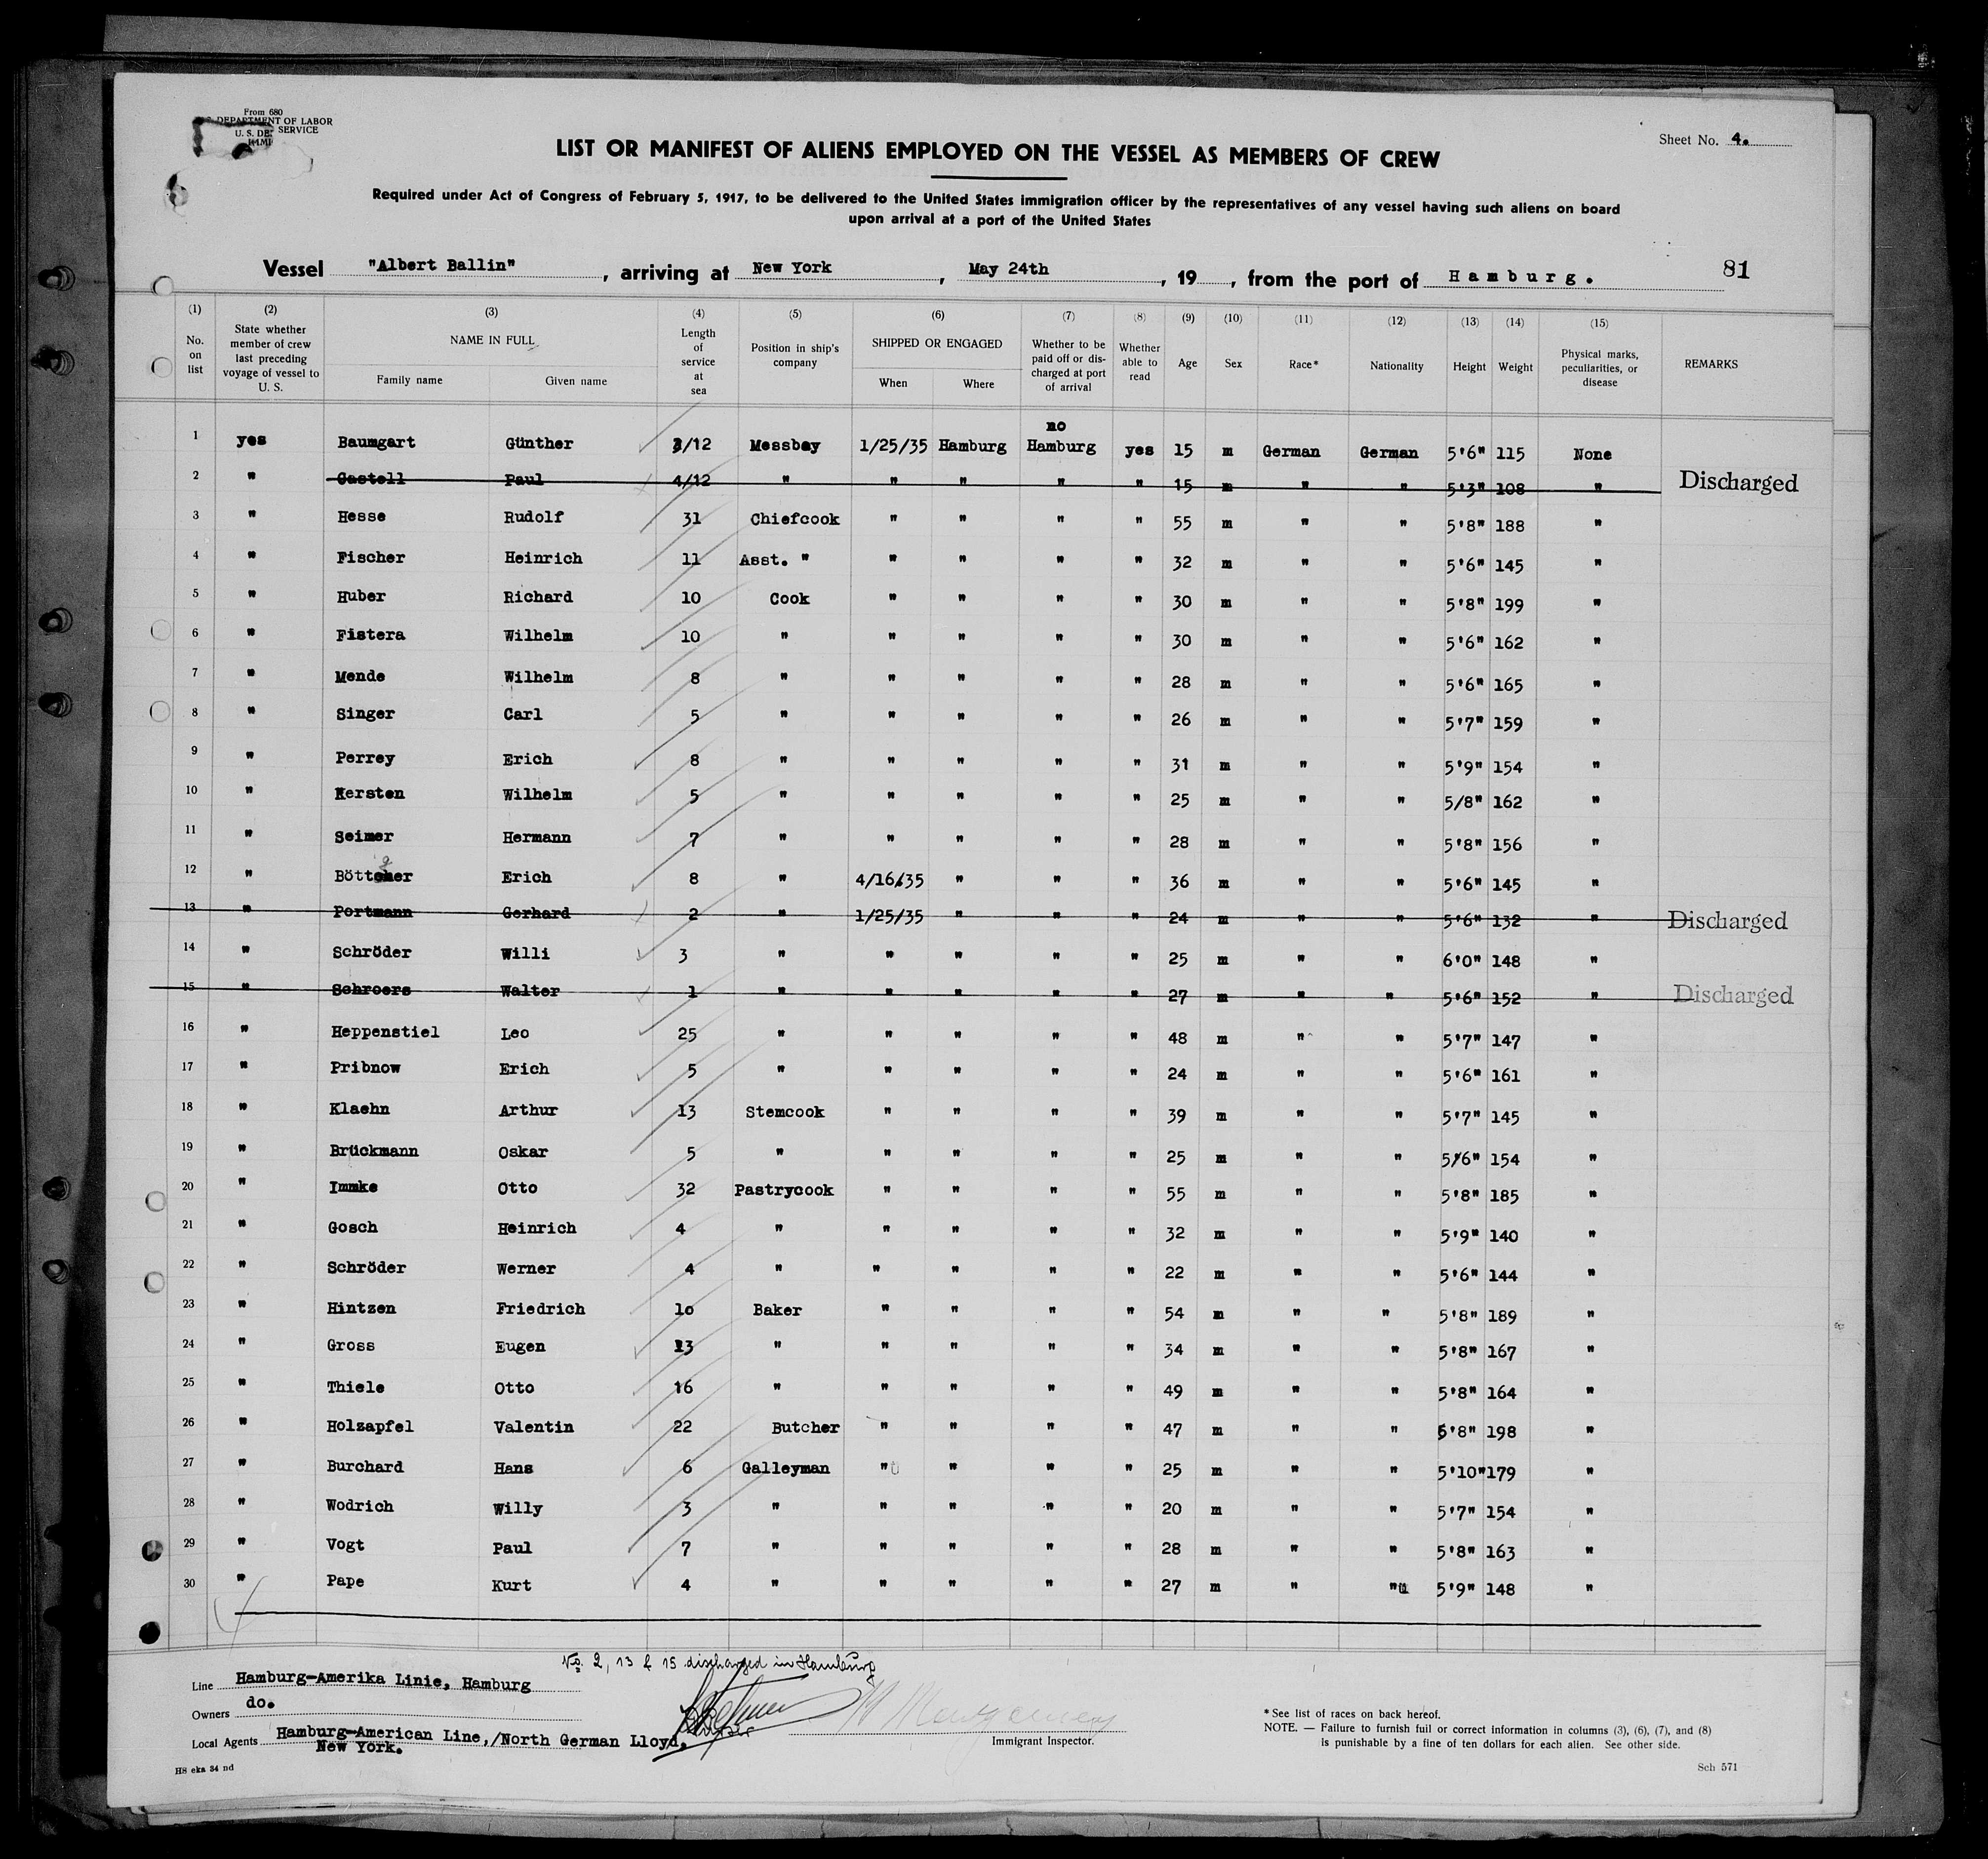 From 680
DEPARTMENT OF LABOR
U. S. DE SERVICE
IMMI
Sheet No. 4.
LIST OR MANIFEST OF ALIENS EMPLOYED ON THE VESSEL AS MEMBERS OF CREW
Required under Act of Congress of February 5, 1917, to be delivered to the United States immigration officer by the representatives of any vessel having such aliens on board
upon arrival at a port of the United States
Vessel "Albert Ballin", arriving at New York, May 24th, 19, from the port of Hamburg. 81
(1) No. on list (2) State whether member of crew last preceding voyage of vessel to U. S. (3) NAME IN FULL Family name Given name (4) Length of service at sea (5) Position in ship's company (6) SHIPPED OR ENGAGED When Where (7) Whether to be paid off or discharged at port of arrival (8) Whether able to read (9) Age (10) Sex (11) Race* (12) Nationality (13) Height (14) Weight (15) Physical marks, peculiarities, or disease REMARKS
no
1 yes Baumgart Günther 3/12 Messboy 1/25/35 Hamburg Hamburg yes 15 m German German 5'6" 115 None
2 " Castell Paul 4/12 " " " " " 15 m " " 5'3" 108 " Discharged
3 " Hesse Rudolf 31 Chiefcook " " " " 55 m " " 5'8" 188 "
4 " Fischer Heinrich 11 Asst. " " " " " 32 m " " 5'6" 145 "
5 " Huber Richard 10 Cook " " " " 30 m " " 5'8" 199 "
6 " Fistera Wilhelm 10 " " " " " 30 m " " 5'6" 162 "
7 " Mende Wilhelm 8 " " " " " 28 m " " 5'6" 165 "
8 " Singer Carl 5 " " " " " 26 m " " 5'7" 159 "
9 " Perrey Erich 8 " " " " " 31 m " " 5'9" 154 "
10 " Kersten Wilhelm 5 " " " " " 25 m " " 5/8" 162 "
11 " Seimer Hermann 7 " " " " " 28 m " " 5'8" 156 "
12 " Böttcher Erich 8 " 4/16/35 " " " 36 m " " 5'6" 145 "
13 " Portmann Gerhard 2 " 1/25/35 " " " 24 m " " 5'6" 132 " Discharged
14 " Schröder Willi 3 " " " " " 25 m " " 6'0" 148 "
15 " Schroers Walter 1 " " " " " 27 m " " 5'6" 152 " Discharged
16 " Heppenstiel Leo 25 " " " " " 48 m " " 5'7" 147 "
17 " Pribnow Erich 5 " " " " " 24 m " " 5'6" 161 "
18 " Klaehn Arthur 13 Stemcook " " " " 39 m " " 5'7" 145 "
19 " Brückmann Oskar 5 " " " " " 25 m " " 5/6" 154 "
20 " Immke Otto 32 Pastrycook " " " " 55 m " " 5'8" 185 "
21 " Gosch Heinrich 4 " " " " " 32 m " " 5'9" 140 "
22 " Schröder Werner 4 " " " " " 22 m " " 5'6" 144 "
23 " Hintzen Friedrich 1o Baker " " " " 54 m " " 5'8" 189 "
24 " Gross Eugen 13 " " " " " 34 m " " 5'8" 167 "
25 " Thiele Otto 16 " " " " " 49 m " " 5'8" 164 "
26 " Holzapfel Valentin 22 Butcher " " " " 47 m " " 5'8" 198 "
27 " Burchard Hans 6 Galleyman " " " " 25 m " " 5'10" 179 "
28 " Wodrich Willy 3 " " " " " 20 m " " 5'7" 154 "
29 " Vogt Paul 7 " " " " " 28 m " " 5'8" 163 "
30 " Pape Kurt 4 " " " " " 27 m " " 5'9" 148 "
No. 2, 13 & 15 discharged in Hamburg
Line Hamburg-Amerika Linie, Hamburg
Owners do.
Local Agents Hamburg-American Line,/North German Lloyd,
New York.
Montgomery
Immigrant Inspector.
* See list of races on back hereof.
NOTE. — Failure to furnish full or correct information in columns (3), (6), (7), and (8)
is punishable by a fine of ten dollars for each alien. See other side.
H8 eka 34 nd
Sch 571